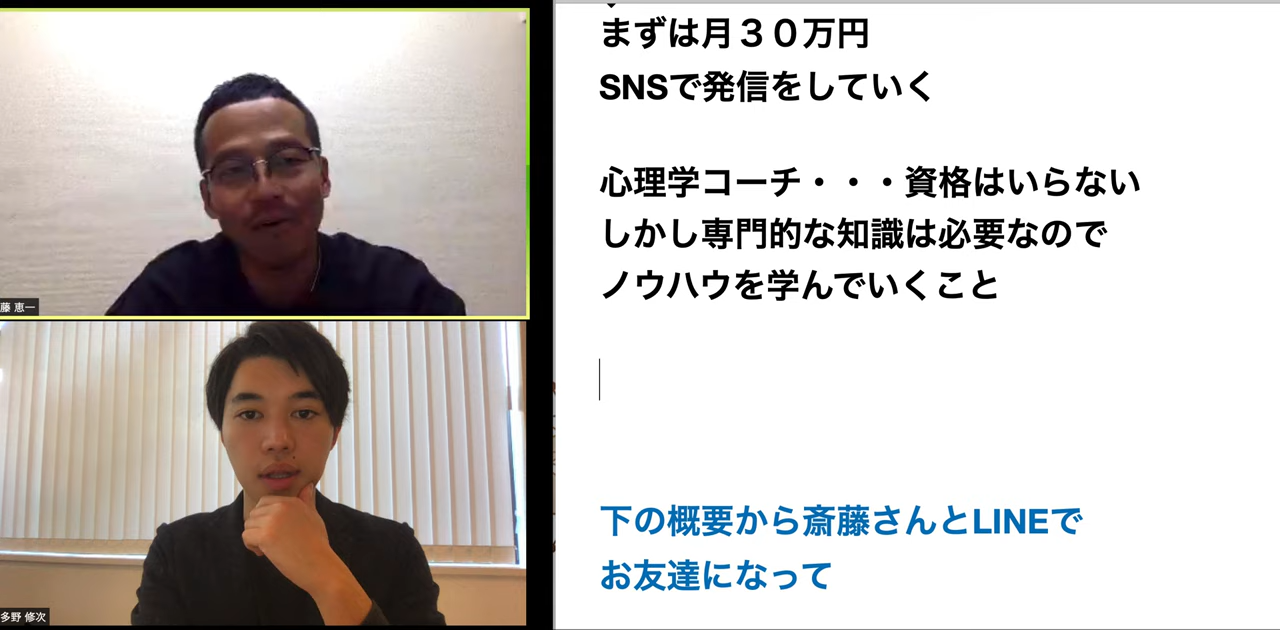 藤 恵一
多野 修次
まずは月３０万円
SNSで発信をしていく
心理学コーチ・・・資格はいらない
しかし専門的な知識は必要なので
ノウハウを学んでいくこと
下の概要から斎藤さんとLINEで
お友達になって